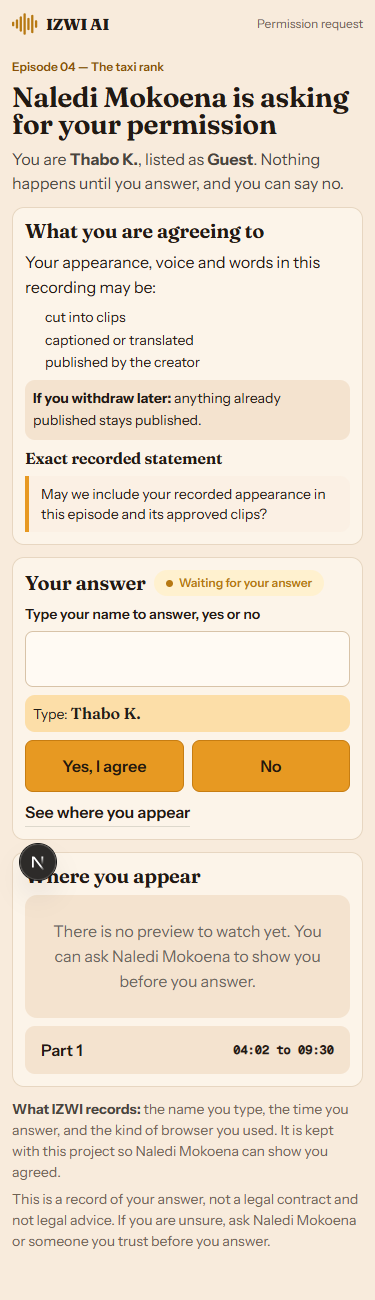 IZWI AI
Permission request
Episode 04 — The taxi rank
Naledi Mokoena is asking
for your permission
You are Thabo K., listed as Guest. Nothing
happens until you answer, and you can say no.
What you are agreeing to
Your appearance, voice and words in this
recording may be:
cut into clips
captioned or translated
published by the creator
If you withdraw later: anything already
published stays published.
Exact recorded statement
May we include your recorded appearance in
this episode and its approved clips?
Your answer
Waiting for your answer
Type your name to answer, yes or no
Type: Thabo K.
Yes, I agree
No
See where you appear
N
Where you appear
There is no preview to watch yet. You
can ask Naledi Mokoena to show you
before you answer.
Part 1
04:02 to 09:30
What IZWI records: the name you type, the time you
answer, and the kind of browser you used. It is kept
with this project so Naledi Mokoena can show you
agreed.
This is a record of your answer, not a legal contract and
not legal advice. If you are unsure, ask Naledi Mokoena
or someone you trust before you answer.